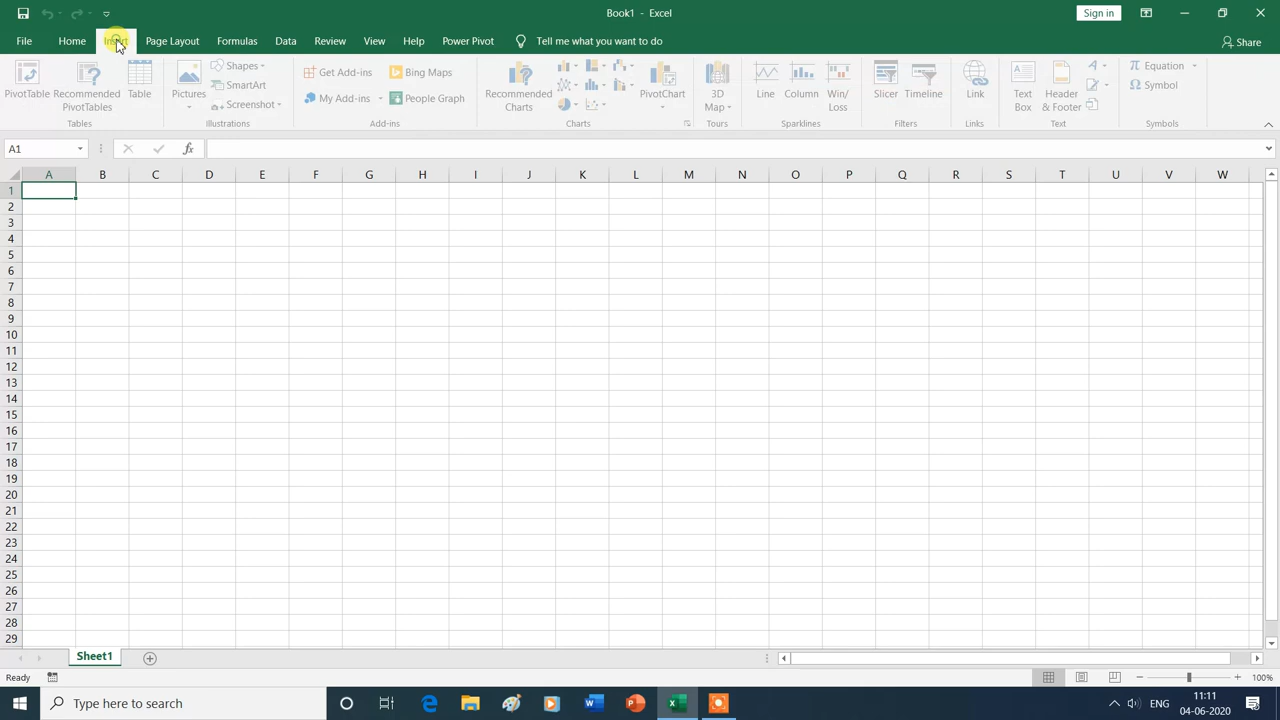 Book1 - Excel
Sign in
File Home Insert Page Layout Formulas Data Review View Help Power Pivot Tell me what you want to do Share
PivotTable Recommended PivotTables Table
Tables
Pictures Shapes SmartArt Screenshot
Illustrations
Get Add-ins My Add-ins Bing Maps People Graph
Add-ins
Recommended Charts PivotChart
Charts
3D Map
Tours
Line Column Win/Loss
Sparklines
Slicer Timeline
Filters
Link
Links
Text Box Header & Footer
Text
Equation Symbol
Symbols
A1 fx
A B C D E F G H I J K L M N O P Q R S T U V W
1
2
3
4
5
6
7
8
9
10
11
12
13
14
15
16
17
18
19
20
21
22
23
24
25
26
27
28
29
Sheet1
Ready 100%
Type here to search
ENG
11:11
04-06-2020